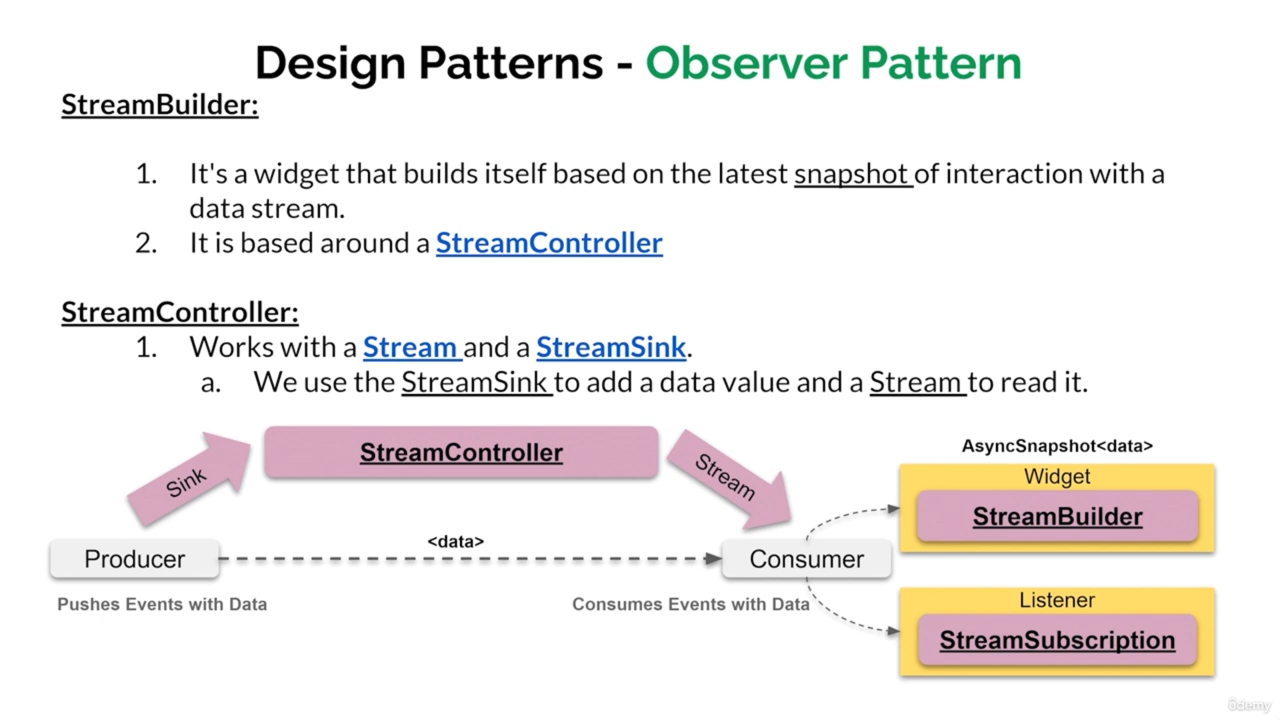 Design Patterns - Observer Pattern
StreamBuilder:
1. It's a widget that builds itself based on the latest snapshot of interaction with a
data stream.
2. It is based around a StreamController
StreamController:
1. Works with a Stream and a StreamSink.
a. We use the StreamSink to add a data value and a Stream to read it.
Sink
StreamController
Stream
AsyncSnapshot<data>
Widget
StreamBuilder
Producer
<data>
Consumer
Pushes Events with Data
Consumes Events with Data
Listener
StreamSubscription
ûdemy